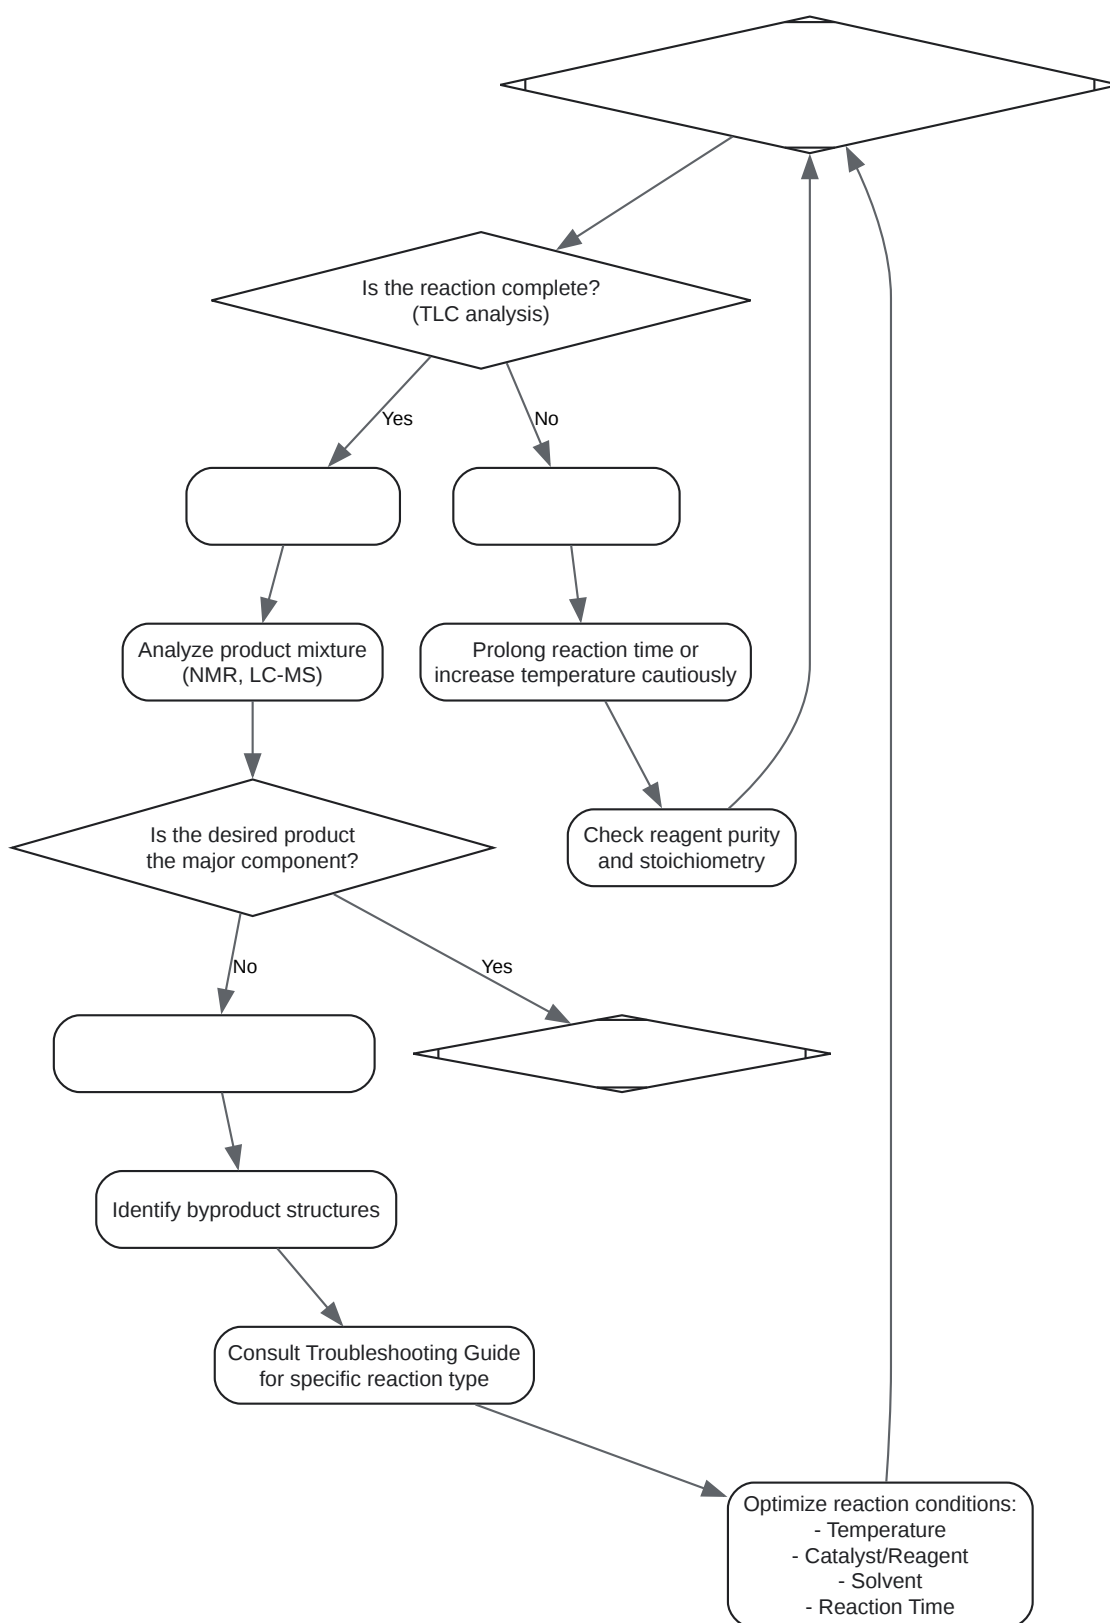 Is the reaction complete?
(TLC analysis)
Yes
No
Analyze product mixture
(NMR, LC-MS)
Prolong reaction time or
increase temperature cautiously
Is the desired product
the major component?
Check reagent purity
and stoichiometry
No
Yes
Identify byproduct structures
Consult Troubleshooting Guide
for specific reaction type
Optimize reaction conditions:
- Temperature
- Catalyst/Reagent
- Solvent
- Reaction Time